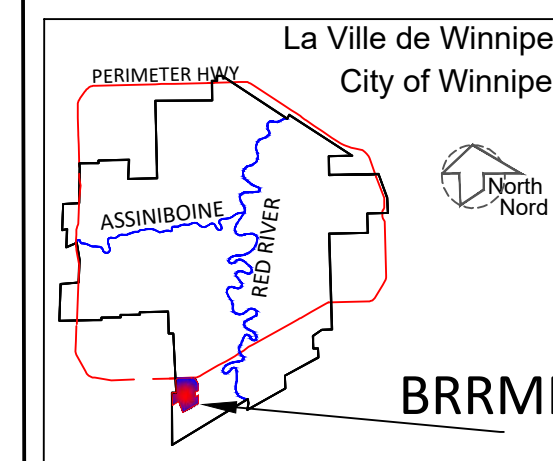 La Ville de Winnipe
City of Winnipe
PERIMETER HWY
North
Nord
ASSINIBOINE
RED RIVER
BRRM